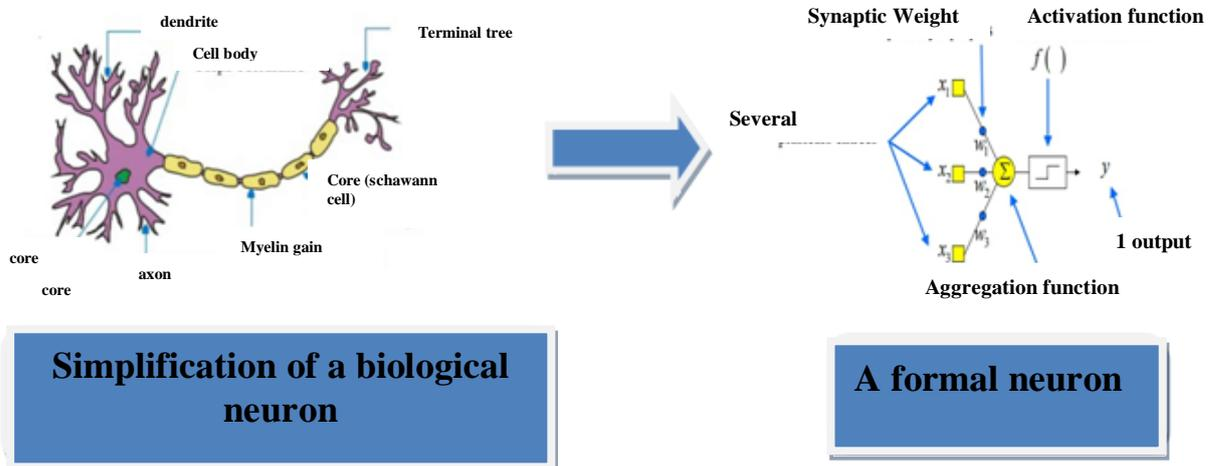 dendrite
Cell body
Terminal tree
Core (schawann
cell)
Myelin gain
core
axon
core
Simplification of a biological
neuron
Synaptic Weight
Activation function
f( )
Several
x1
w1
x2
w2
x3
w3
Σ
y
1 output
Aggregation function
A formal neuron